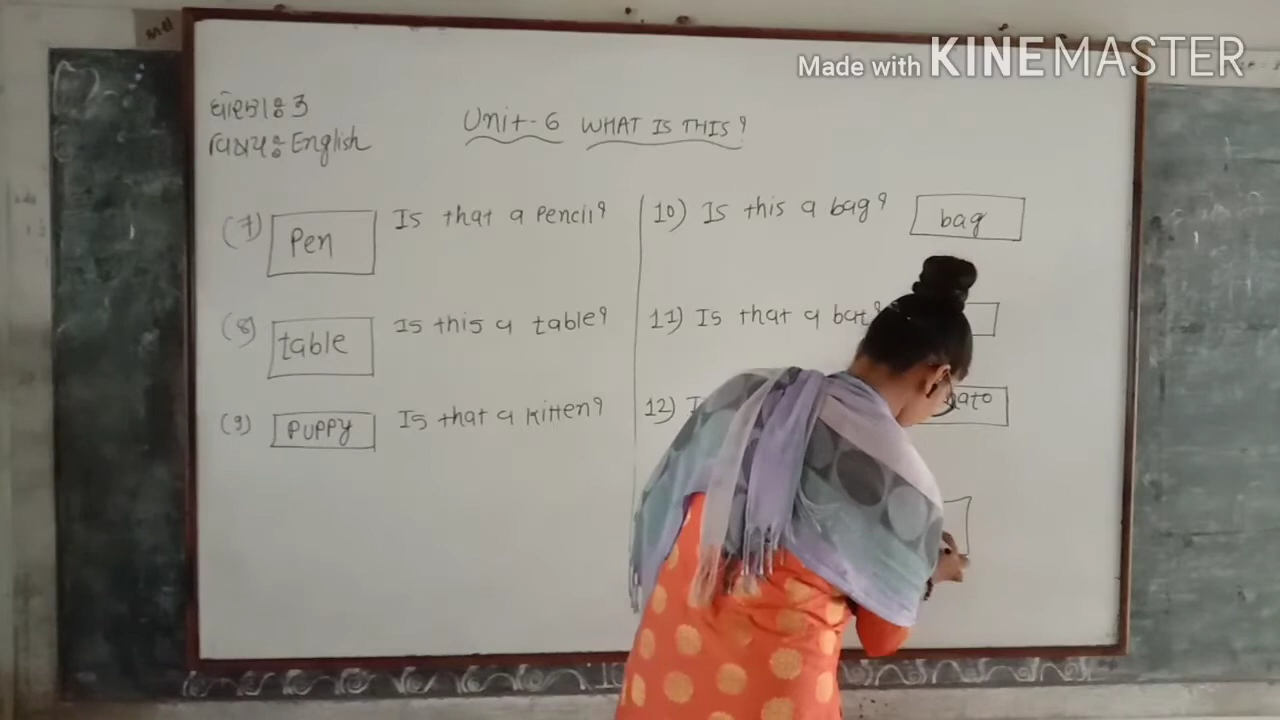 Made with KINEMASTER
ધોરણઃ 3
વિષયઃ English
Unit-6 WHAT IS THIS?
(7) Pen Is that a pencil?
(8) table Is this a table?
(9) PUPPY Is that a kitten?
10) Is this a bag? bag
11) Is that a bat?
12)